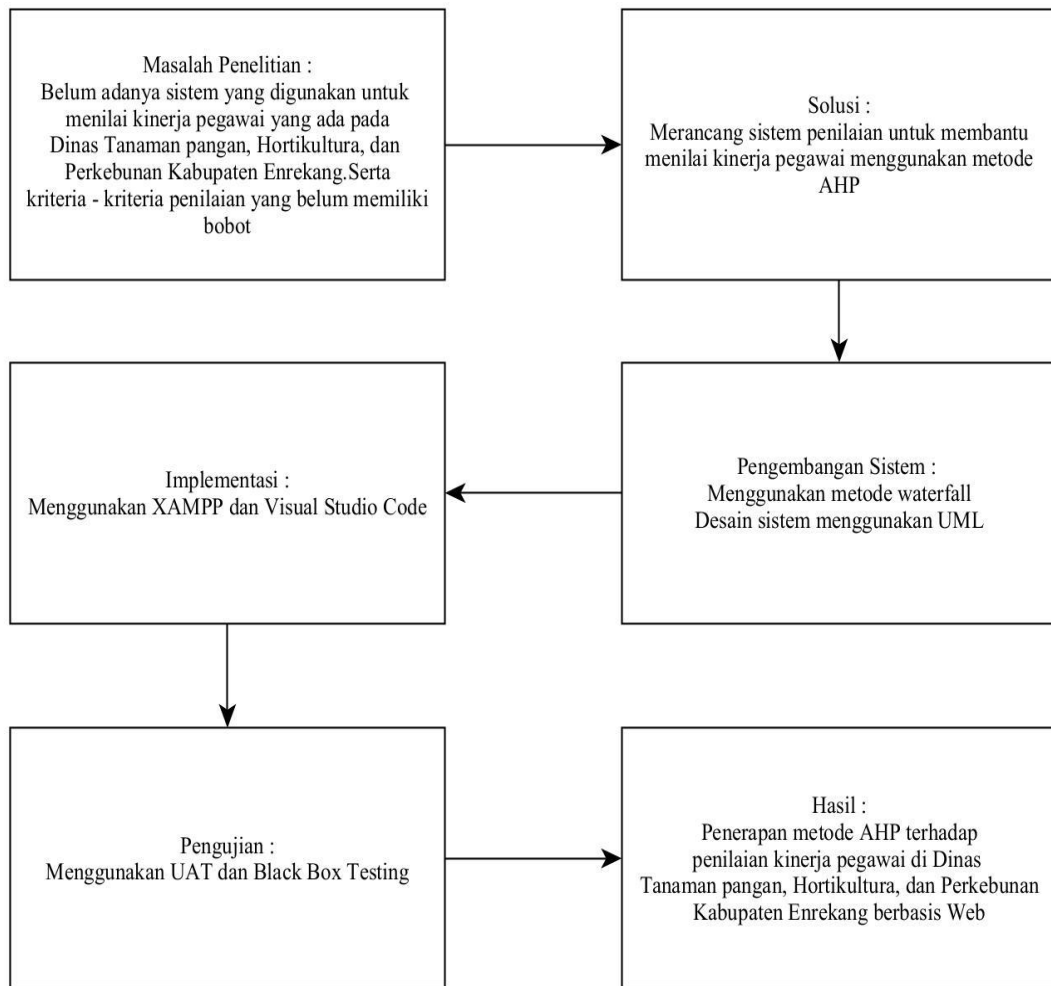 Masalah Penelitian :
Belum adanya sistem yang digunakan untuk
menilai kinerja pegawai yang ada pada
Dinas Tanaman pangan, Hortikultura, dan
Perkebunan Kabupaten Enrekang.Serta
kriteria - kriteria penilaian yang belum memiliki
bobot
Solusi :
Merancang sistem penilaian untuk membantu
menilai kinerja pegawai menggunakan metode
AHP
Pengembangan Sistem :
Menggunakan metode waterfall
Desain sistem menggunakan UML
Implementasi :
Menggunakan XAMPP dan Visual Studio Code
Pengujian :
Menggunakan UAT dan Black Box Testing
Hasil :
Penerapan metode AHP terhadap
penilaian kinerja pegawai di Dinas
Tanaman pangan, Hortikultura, dan Perkebunan
Kabupaten Enrekang berbasis Web